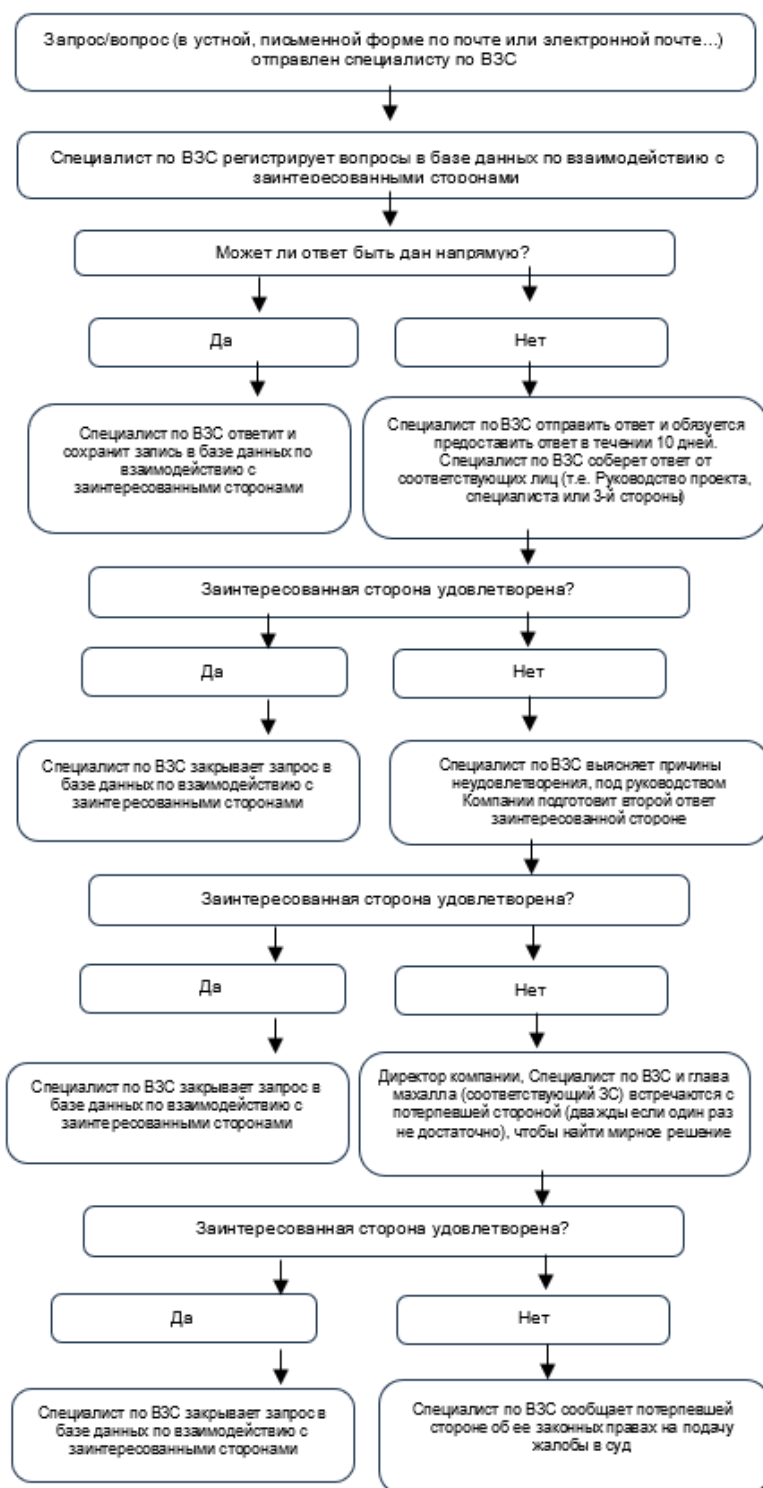 Запрос/вопрос (в устной, письменной форме по почте или электронной почте...)
отправлен специалисту по ВЗС
Специалист по ВЗС регистрирует вопросы в базе данных по взаимодействию с
заинтересованными сторонами
Может ли ответ быть дан напрямую?
Да
Нет
Специалист по ВЗС ответит и
сохранит запись в базе данных по
взаимодействию с
заинтересованными сторонами
Специалист по ВЗС отправить ответ и обязуется
предоставить ответ в течении 10 дней.
Специалист по ВЗС соберет ответ от
соответствующих лиц (т.е. Руководство проекта,
специалиста или 3-й стороны)
Заинтересованная сторона удовлетворена?
Да
Нет
Специалист по ВЗС закрывает запрос в
базе данных по взаимодействию с
заинтересованными сторонами
Специалист по ВЗС выясняет причины
неудовлетворения, под руководством
Компании подготовит второй ответ
заинтересованной стороне
Заинтересованная сторона удовлетворена?
Да
Нет
Специалист по ВЗС закрывает запрос в
базе данных по взаимодействию с
заинтересованными сторонами
Директор компании, Специалист по ВЗС и глава
махалла (соответствующий ЗС) встречаются с
потерпевшей стороной (дважды если один раз
не достаточно), чтобы найти мирное решение
Заинтересованная сторона удовлетворена?
Да
Нет
Специалист по ВЗС закрывает запрос в
базе данных по взаимодействию с
заинтересованными сторонами
Специалист по ВЗС сообщает потерпевшей
стороне об ее законных правах на подачу
жалобы в суд